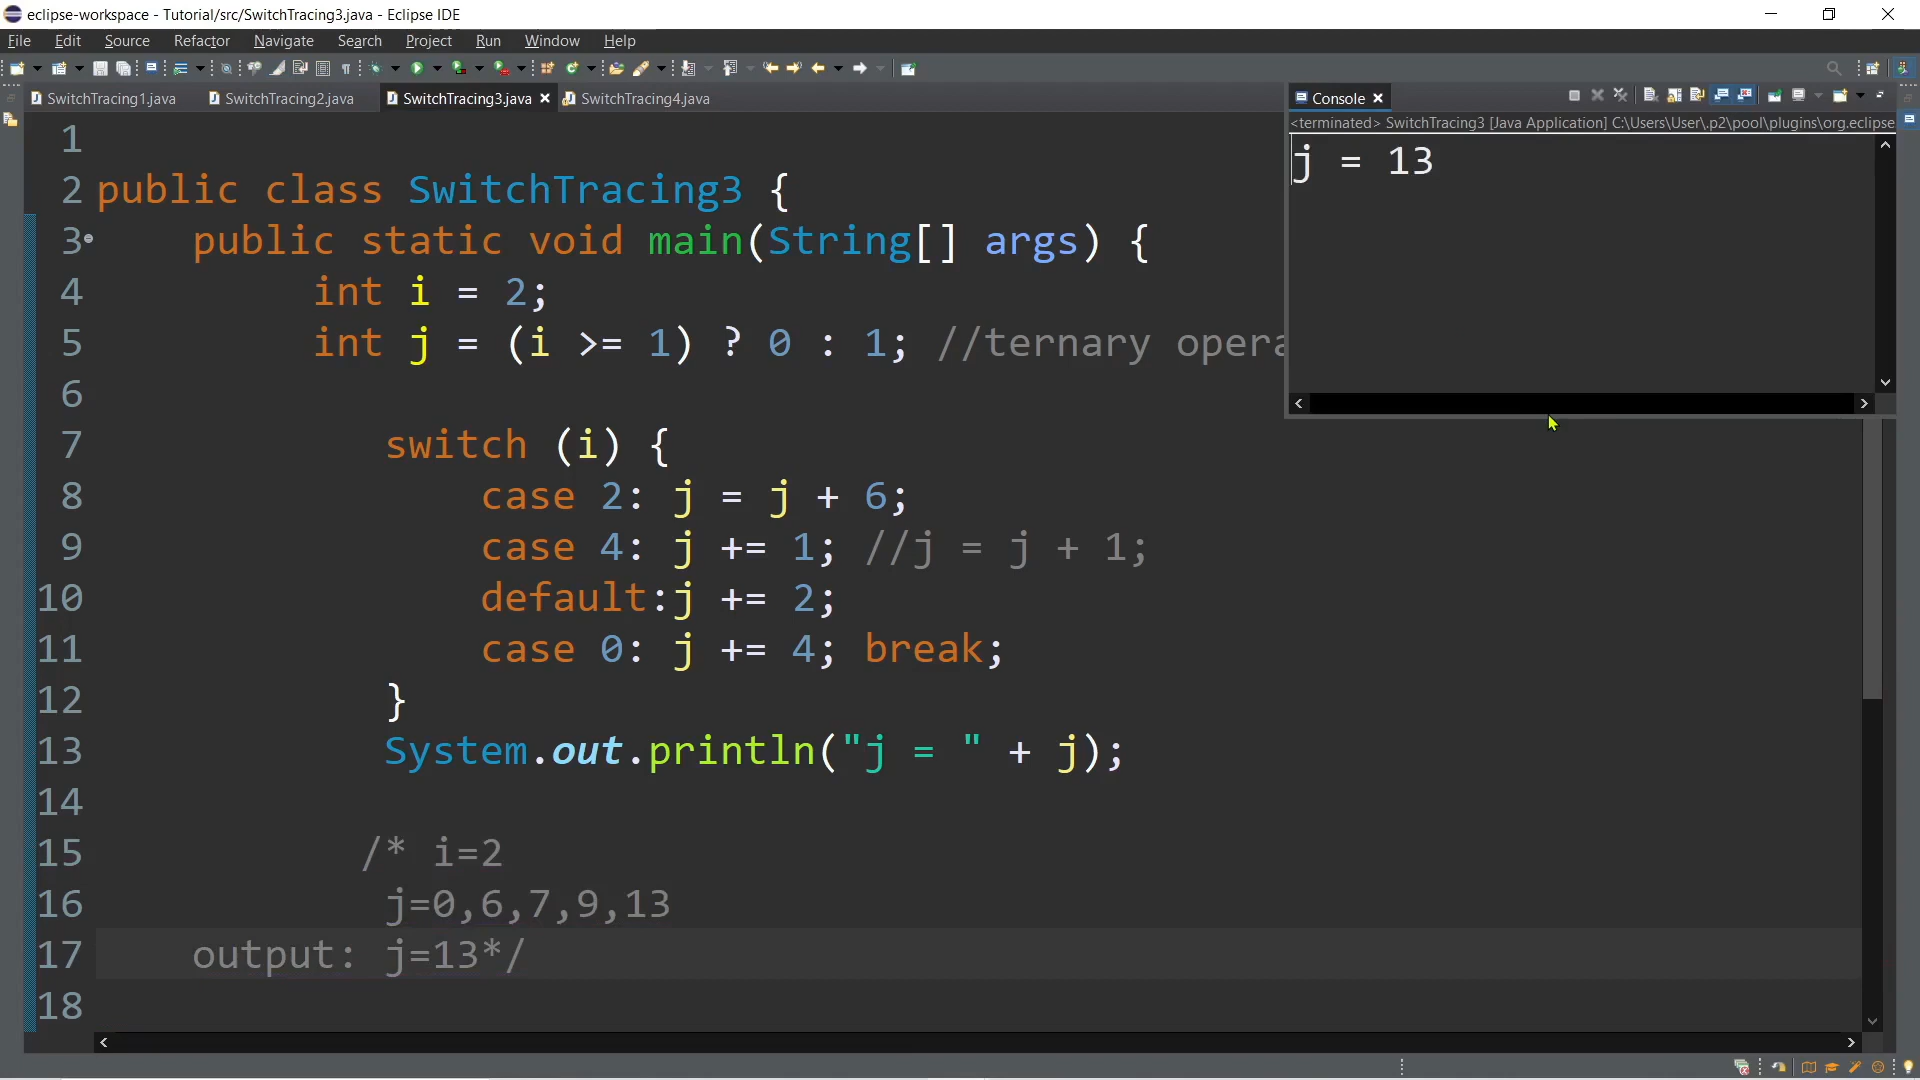 eclipse-workspace - Tutorial/src/SwitchTracing3.java - Eclipse IDE
File Edit Source Refactor Navigate Search Project Run Window Help
SwitchTracing1.java SwitchTracing2.java SwitchTracing3.java SwitchTracing4.java
1
2 public class SwitchTracing3 {
3 public static void main(String[] args) {
4 int i = 2;
5 int j = (i >= 1) ? 0 : 1; //ternary opera
6
7 switch (i) {
8 case 2: j = j + 6;
9 case 4: j += 1; //j = j + 1;
10 default:j += 2;
11 case 0: j += 4; break;
12 }
13 System.out.println("j = " + j);
14
15 /* i=2
16 j=0,6,7,9,13
17 output: j=13*/
18
Console
<terminated> SwitchTracing3 [Java Application] C:\Users\User\.p2\pool\plugins\org.eclipse
j = 13